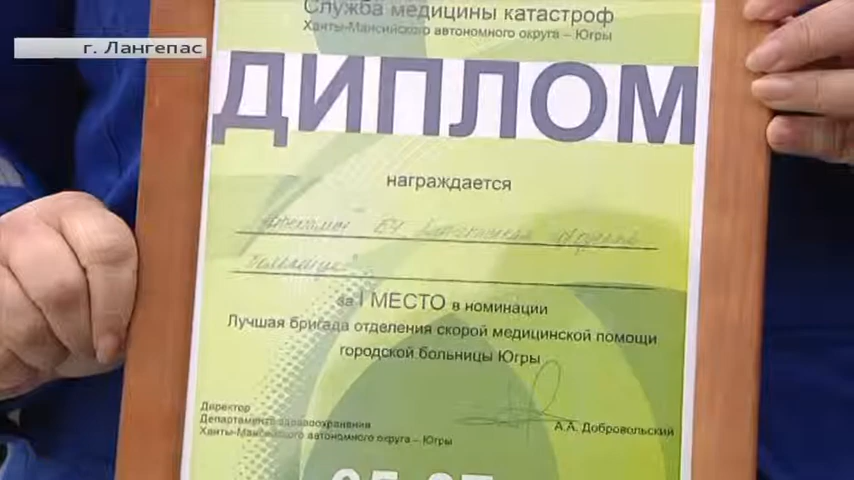 Служба медицины катастроф
Ханты-Мансийского автономного округа – Югры
г. Лангепас
ДИПЛОМ
награждается
БУ
за I МЕСТО в номинации
Лучшая бригада отделения скорой медицинской помощи
городской больницы Югры
Директор
Департамента здравоохранения
Ханты-Мансийского автономного округа – Югры
А.А. Добровольский